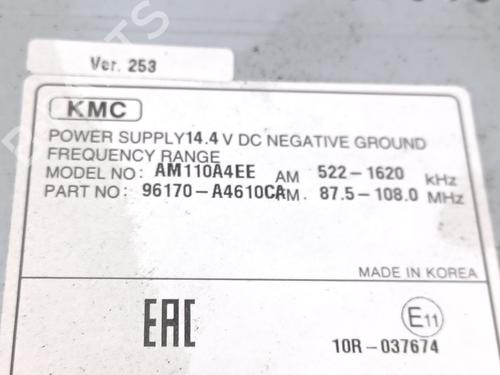 Ver. 253
KMC
POWER SUPPLY14.4 V DC NEGATIVE GROUND
FREQUENCY RANGE
MODEL NO: AM110A4EE AM 522-1620 kHz
PART NO: 96170-A4610CA M. 87.5-108.0 MHz
MADE IN KOREA
EAC
E11
10R-037674